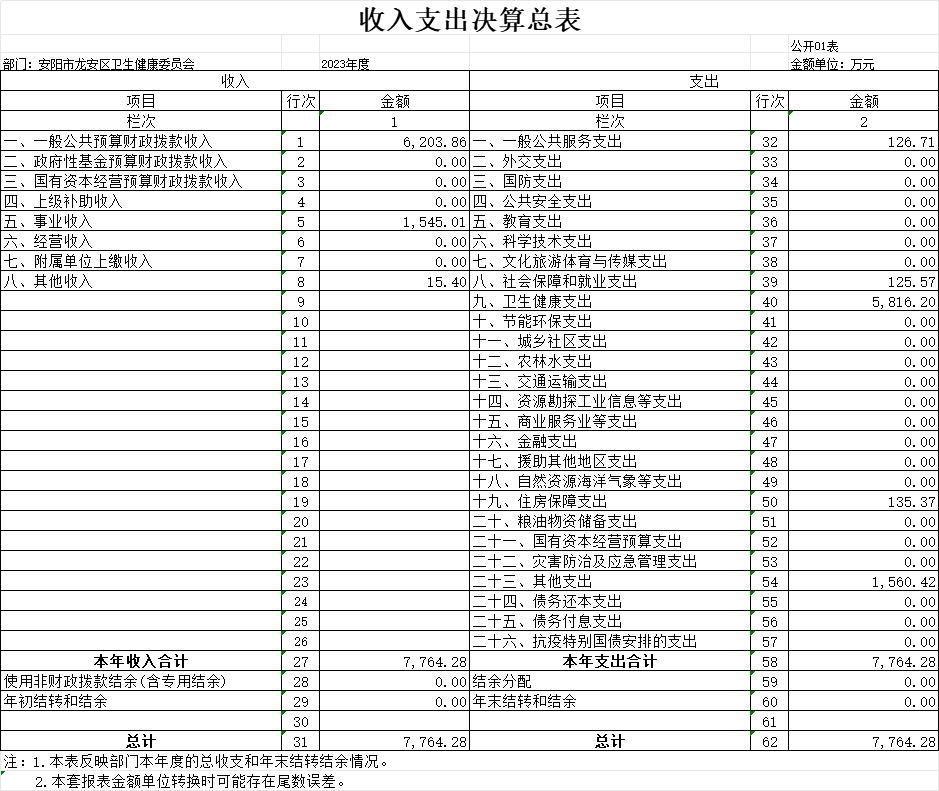 收入支出决算总表
公开01表
部门：安阳市龙安区卫生健康委员会 2023年度 金额单位：万元
收入 支出
项目 行次 金额 项目 行次 金额
栏次 1 栏次 2
一、一般公共预算财政拨款收入 1 6,203.86 一、一般公共服务支出 32 126.71
二、政府性基金预算财政拨款收入 2 0.00 二、外交支出 33 0.00
三、国有资本经营预算财政拨款收入 3 0.00 三、国防支出 34 0.00
四、上级补助收入 4 0.00 四、公共安全支出 35 0.00
五、事业收入 5 1,545.01 五、教育支出 36 0.00
六、经营收入 6 0.00 六、科学技术支出 37 0.00
七、附属单位上缴收入 7 0.00 七、文化旅游体育与传媒支出 38 0.00
八、其他收入 8 15.40 八、社会保障和就业支出 39 125.57
9 九、卫生健康支出 40 5,816.20
10 十、节能环保支出 41 0.00
11 十一、城乡社区支出 42 0.00
12 十二、农林水支出 43 0.00
13 十三、交通运输支出 44 0.00
14 十四、资源勘探工业信息等支出 45 0.00
15 十五、商业服务业等支出 46 0.00
16 十六、金融支出 47 0.00
17 十七、援助其他地区支出 48 0.00
18 十八、自然资源海洋气象等支出 49 0.00
19 十九、住房保障支出 50 135.37
20 二十、粮油物资储备支出 51 0.00
21 二十一、国有资本经营预算支出 52 0.00
22 二十二、灾害防治及应急管理支出 53 0.00
23 二十三、其他支出 54 1,560.42
24 二十四、债务还本支出 55 0.00
25 二十五、债务付息支出 56 0.00
26 二十六、抗疫特别国债安排的支出 57 0.00
本年收入合计 27 7,764.28 本年支出合计 58 7,764.28
使用非财政拨款结余(含专用结余) 28 0.00 结余分配 59 0.00
年初结转和结余 29 0.00 年末结转和结余 60 0.00
30 61
总计 31 7,764.28 总计 62 7,764.28
注：1.本表反映部门本年度的总收支和年末结转结余情况。
2.本套报表金额单位转换时可能存在尾数误差。